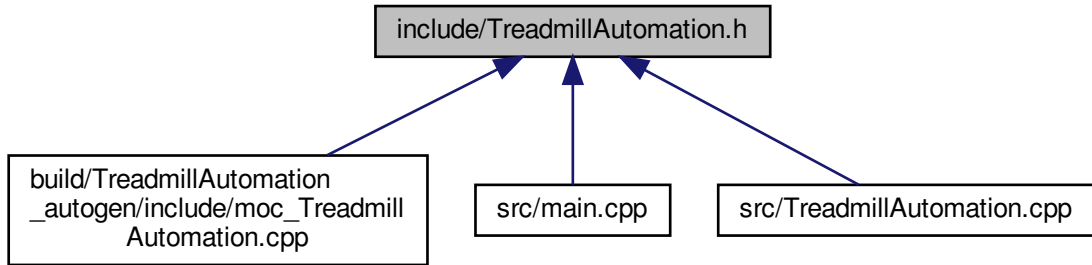 include/TreadmillAutomation.h
build/TreadmillAutomation
_autogen/include/moc_Treadmill
Automation.cpp
src/main.cpp
src/TreadmillAutomation.cpp